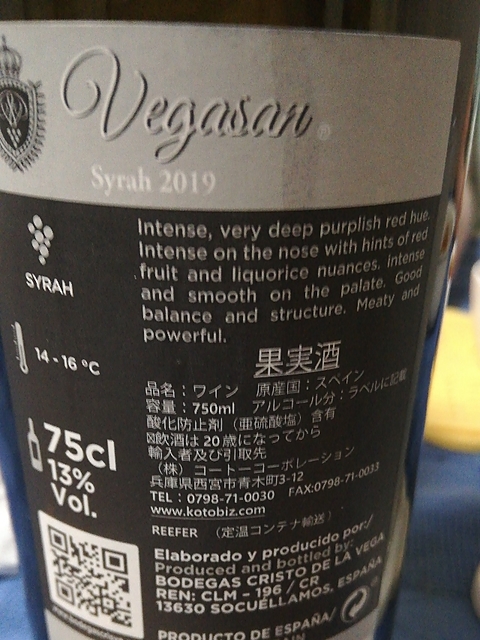 Vegasan®
Syrah 2019
Intense, very deep purplish red hue.
Intense on the nose with hints of red
fruit and liquorice nuances. Intense
and smooth on the palate. Good
balance and structure. Meaty and
powerful.
SYRAH
14 - 16 ºC
75cl
13%
Vol.
果実酒
品名：ワイン 原産国：スペイン
容量：750ml アルコール分：ラベルに記載
酸化防止剤（亜硫酸塩）含有
飲酒は 20 歳になってから
輸入者及び引取先
（株） コートーコーポレーション
兵庫県西宮市青木町3-12
TEL：0798-71-0030 FAX:0798-71-0033
www.kotobiz.com
REEFER （定温コンテナ輸送）
Elaborado y producido por:/
Produced and bottled by:
BODEGAS CRISTO DE LA VEGA
REN: CLM - 196 / CR
13630 SOCUÉLLAMOS, ESPAÑA
PRODUCTO DE ESPAÑA/